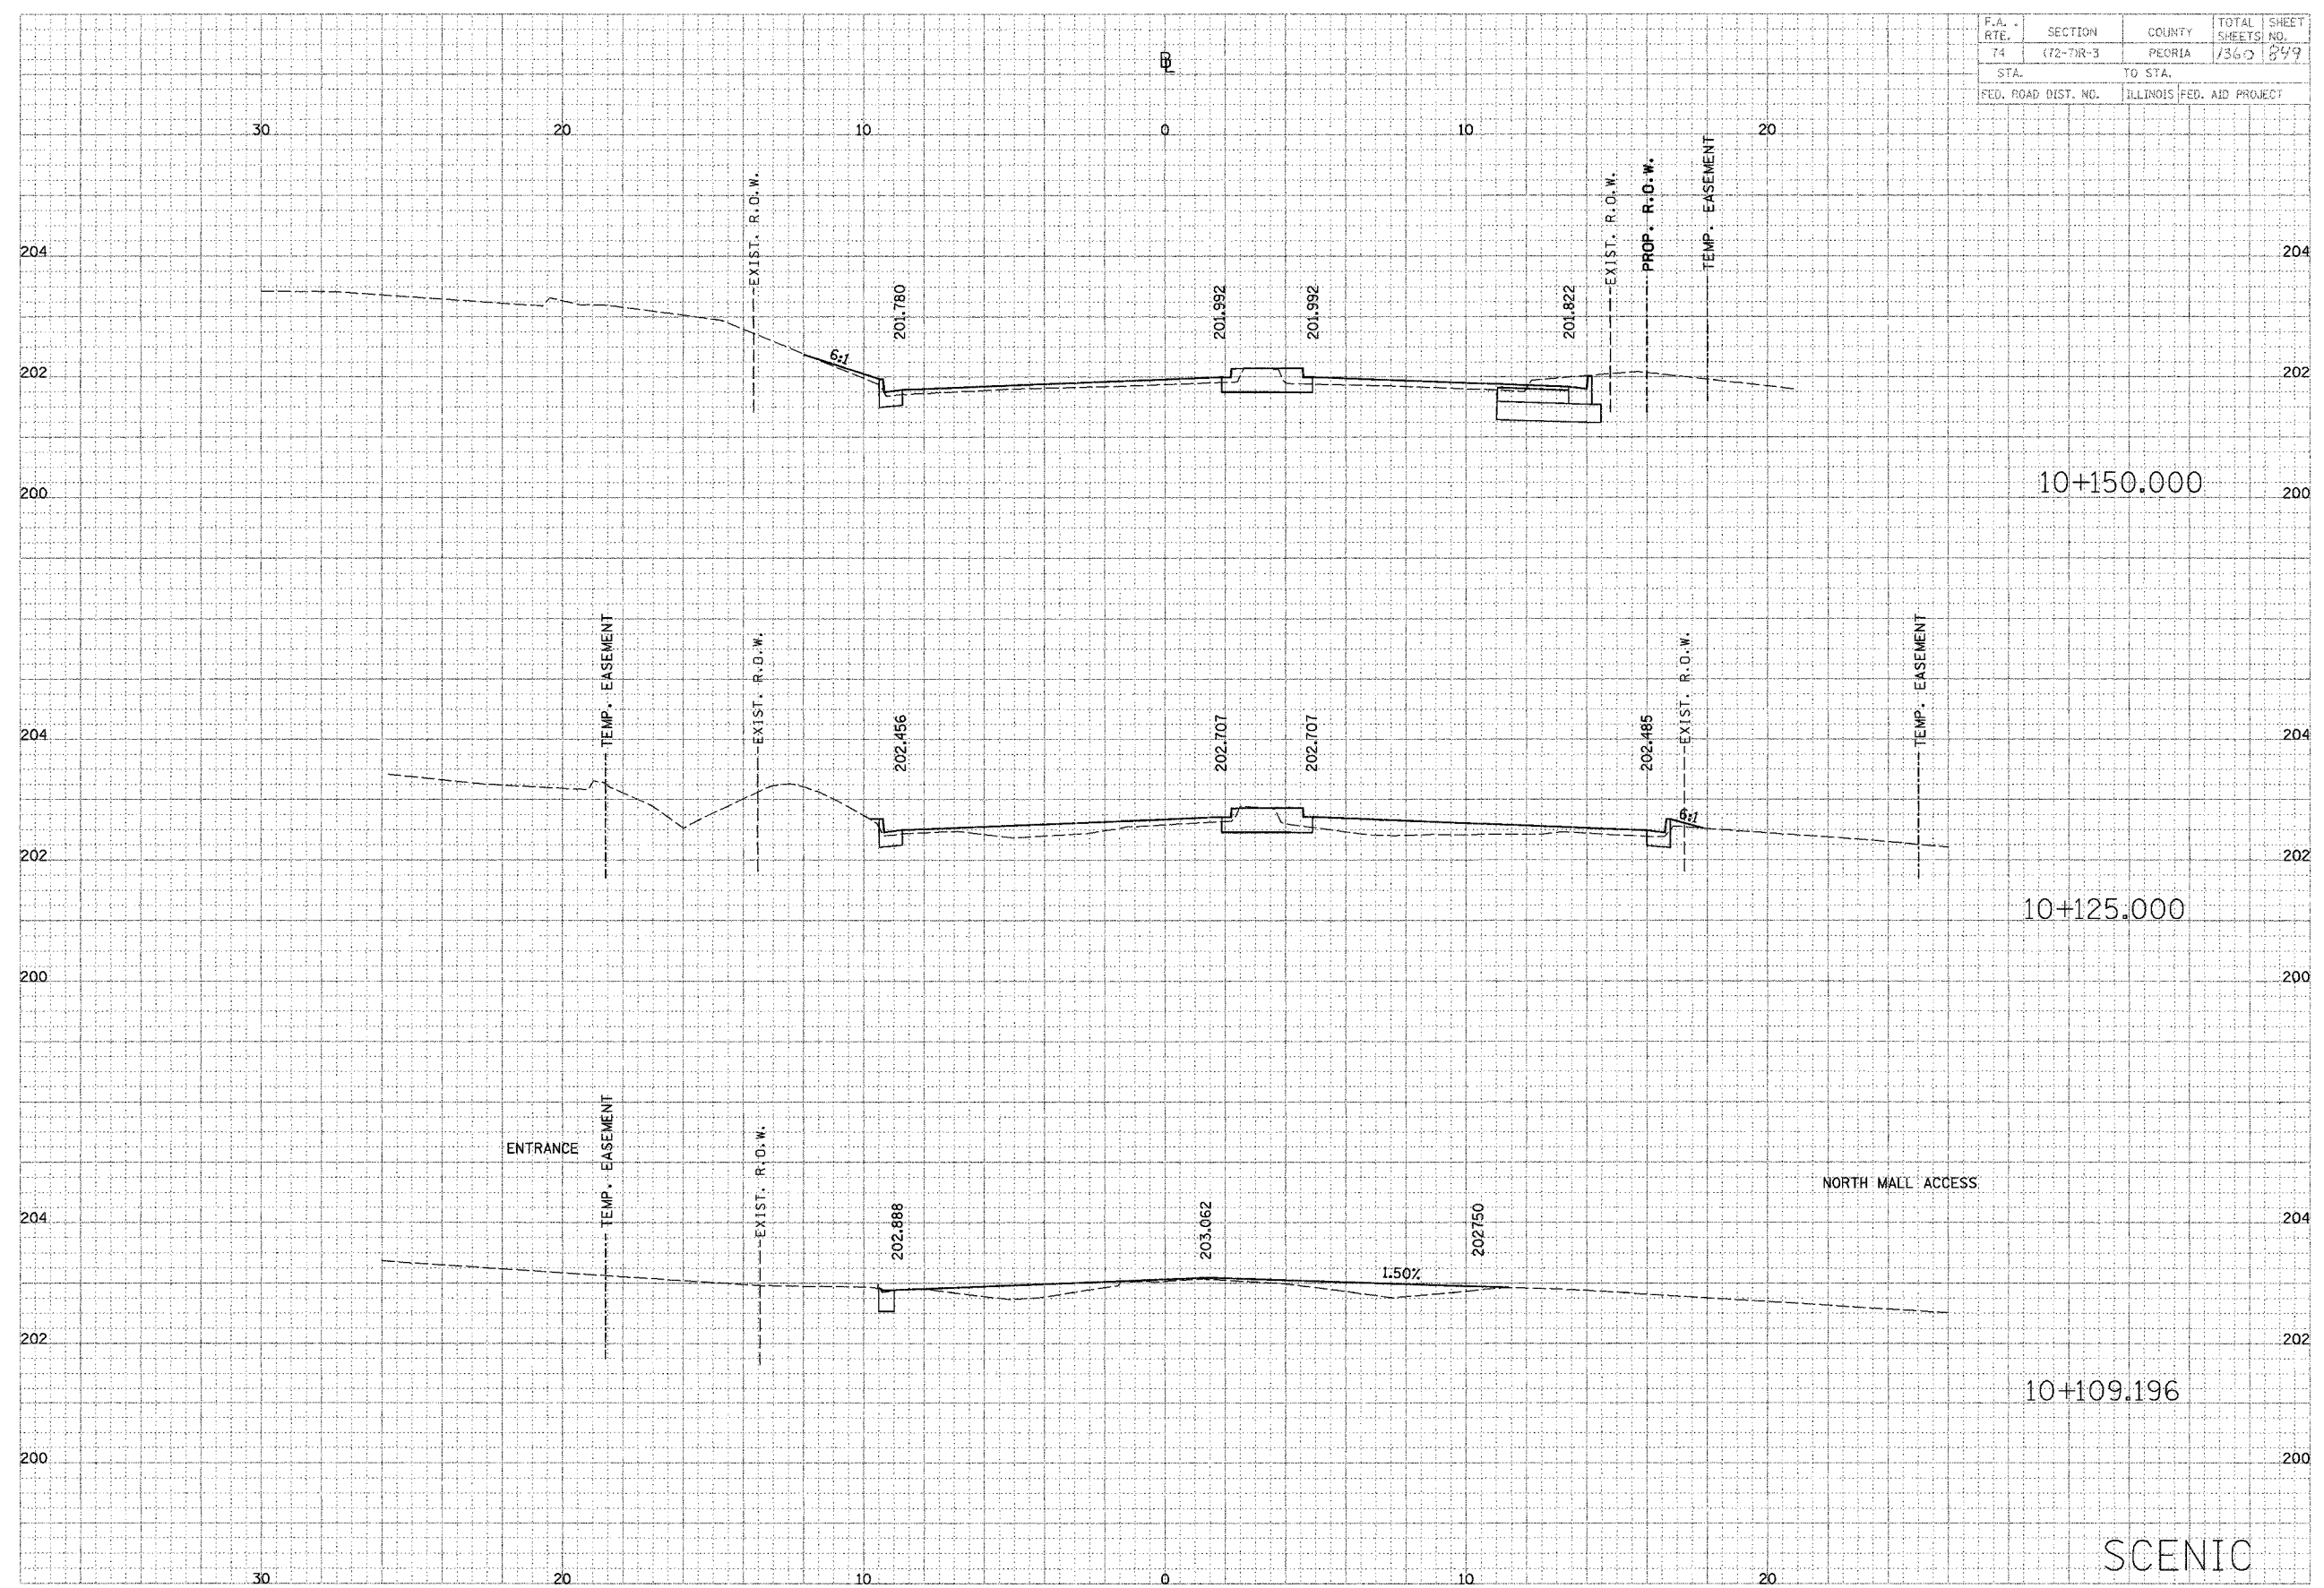 F.A. RTE. SECTION COUNTY TOTAL SHEETS SHEET NO.
74 (72-7)R-3 PEORIA 1360 849
STA. TO STA.
FED. ROAD DIST. NO. ILLINOIS FED. AID PROJECT
BL
30 20 10 0 10 20
EXIST. R.O.W.
EXIST. R.O.W.
PROP. R.O.W.
TEMP. EASEMENT
204 204
201.780 201.992 201.992 201.822
6:1
202 202
10+150.000
200 200
TEMP. EASEMENT
EXIST. R.O.W.
EXIST. R.O.W.
TEMP. EASEMENT
204 204
202.456 202.707 202.707 202.485
6:1
202 202
10+125.000
200 200
TEMP. EASEMENT
EXIST. R.O.W.
ENTRANCE
NORTH MALL ACCESS
204 204
202.888 203.062 202750
1.50%
202 202
10+109.196
200 200
SCENIC
30 20 10 0 10 20